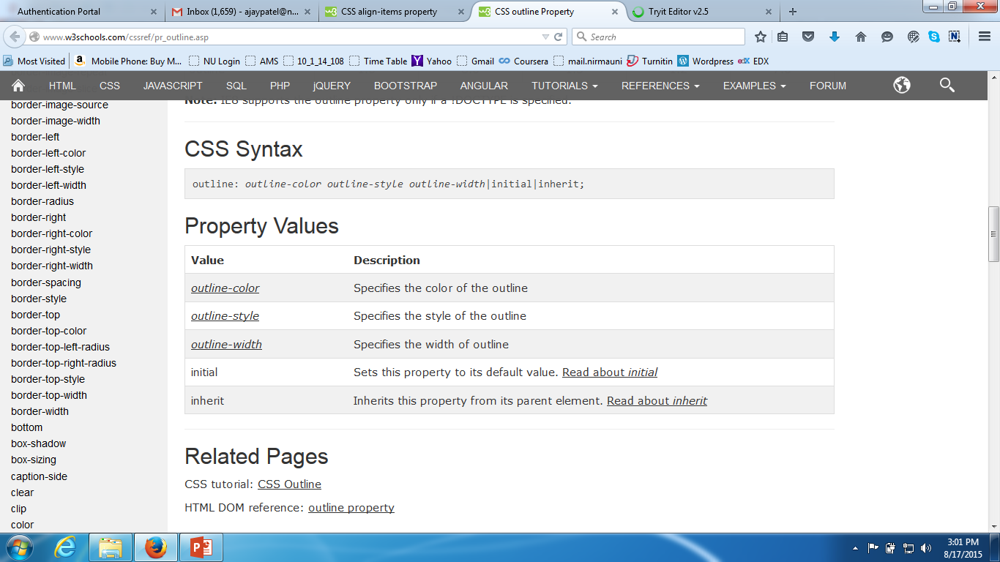 Authentication Portal
Inbox (1,659) - ajaypatel@n...
CSS align-items property
CSS outline Property
Tryit Editor v2.5
www.w3schools.com/cssref/pr_outline.asp
Search
Most Visited
Mobile Phone: Buy M...
NU Login
AMS
10_1_14_108
Time Table
Yahoo
Gmail
Coursera
mail.nirmauni
Turnitin
Wordpress
EDX
HTML
CSS
JAVASCRIPT
SQL
PHP
jQUERY
BOOTSTRAP
ANGULAR
TUTORIALS
REFERENCES
EXAMPLES
FORUM
border-image-source
border-image-width
border-left
border-left-color
border-left-style
border-left-width
border-radius
border-right
border-right-color
border-right-style
border-right-width
border-spacing
border-style
border-top
border-top-color
border-top-left-radius
border-top-right-radius
border-top-style
border-top-width
border-width
bottom
box-shadow
box-sizing
caption-side
clear
clip
color
Note: IE8 supports the outline property only if a !DOCTYPE is specified.
CSS Syntax
outline: outline-color outline-style outline-width|initial|inherit;
Property Values
Value Description
outline-color Specifies the color of the outline
outline-style Specifies the style of the outline
outline-width Specifies the width of outline
initial Sets this property to its default value. Read about initial
inherit Inherits this property from its parent element. Read about inherit
Related Pages
CSS tutorial: CSS Outline
HTML DOM reference: outline property
3:01 PM
8/17/2015